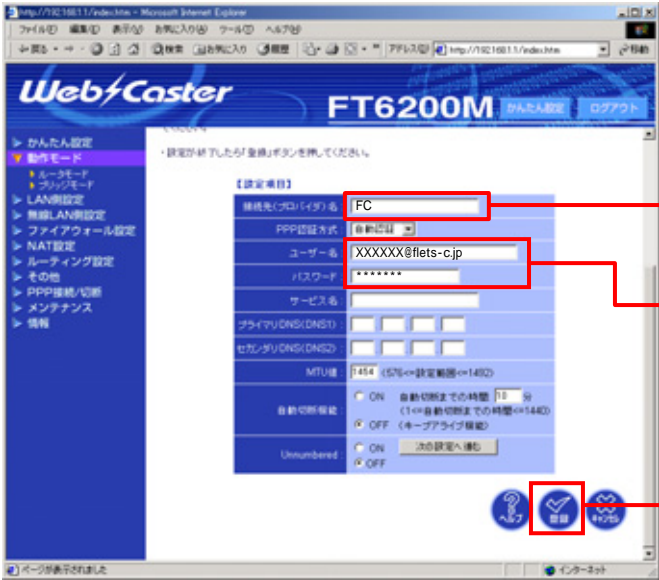 http://192.168.1.1/index.htm - Microsoft Internet Explorer
ファイル(F) 編集(E) 表示(V) お気に入り(A) ツール(T) ヘルプ(H)
戻る 検索 お気に入り 履歴 アドレス(D) http://192.168.1.1/index.htm 移動
Web Caster
FT6200M かんたん設定 ログアウト
かんたん設定
動作モード
ルータモード
ブリッジモード
LAN側設定
無線LAN側設定
ファイアウォール設定
NAT設定
ルーティング設定
その他
PPP接続/切断
メンテナンス
情報
・設定が終了したら「登録」ボタンを押してください。
【設定項目】
接続先(プロバイダ)名: FC
PPP認証方式: 自動認証
ユーザー名: XXXXXX@flets-c.jp
パスワード: *******
サービス名:
プライマリDNS(DNS1):
セカンダリDNS(DNS2):
MTU値: 1454 (576<=設定範囲<=1492)
自動切断機能: ON 自動切断までの時間 10 分
(1<=自動切断までの時間<=1440)
OFF (キープアライブ機能)
Unnumbered: ON 次の設定へ進む
OFF
ヘルプ 登録 キャンセル
ページが表示されました インターネット